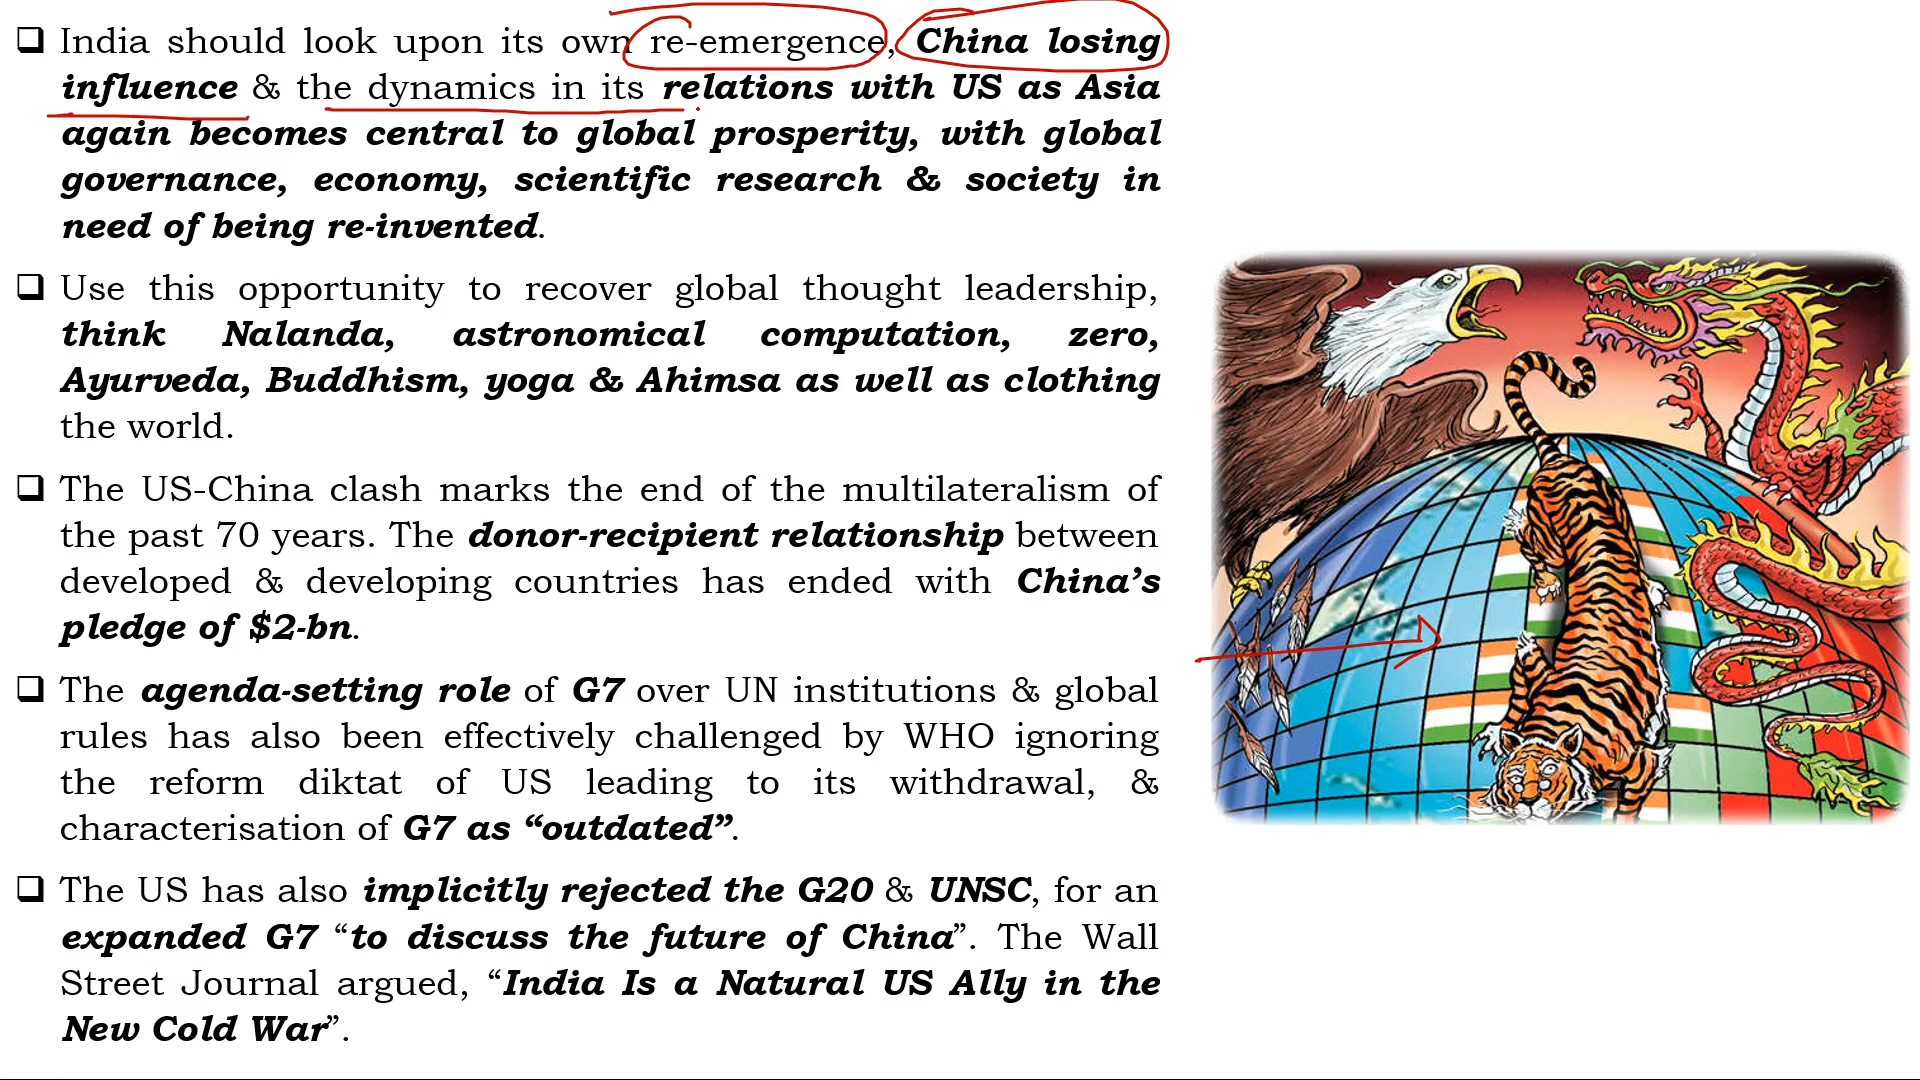 ❑ India should look upon its own re-emergence, China losing
influence & the dynamics in its relations with US as Asia
again becomes central to global prosperity, with global
governance, economy, scientific research & society in
need of being re-invented.
❑ Use this opportunity to recover global thought leadership,
think Nalanda, astronomical computation, zero,
Ayurveda, Buddhism, yoga & Ahimsa as well as clothing
the world.
❑ The US-China clash marks the end of the multilateralism of
the past 70 years. The donor-recipient relationship between
developed & developing countries has ended with China’s
pledge of $2-bn.
❑ The agenda-setting role of G7 over UN institutions & global
rules has also been effectively challenged by WHO ignoring
the reform diktat of US leading to its withdrawal, &
characterisation of G7 as “outdated”.
❑ The US has also implicitly rejected the G20 & UNSC, for an
expanded G7 “to discuss the future of China”. The Wall
Street Journal argued, “India Is a Natural US Ally in the
New Cold War”.